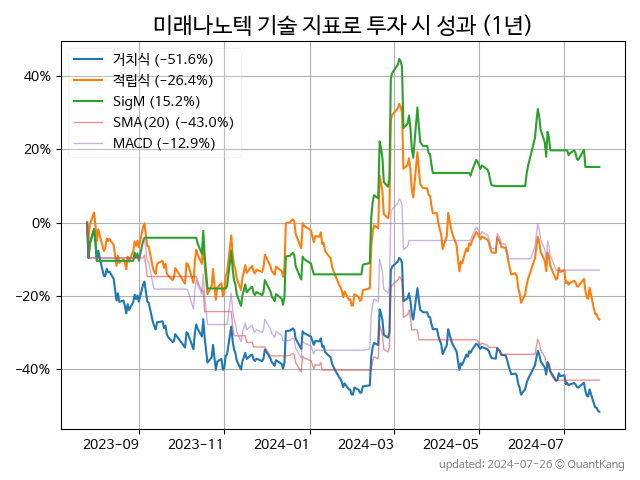 미래나노텍 기술 지표로 투자 시 성과 (1년)
거치식 (−51.6%)
적립식 (−26.4%)
SigM (15.2%)
SMA(20) (−43.0%)
MACD (−12.9%)
40%
20%
0%
−20%
−40%
2023−09
2023−11
2024−01
2024−03
2024−05
2024−07
updated: 2024−07−26 © QuantKang